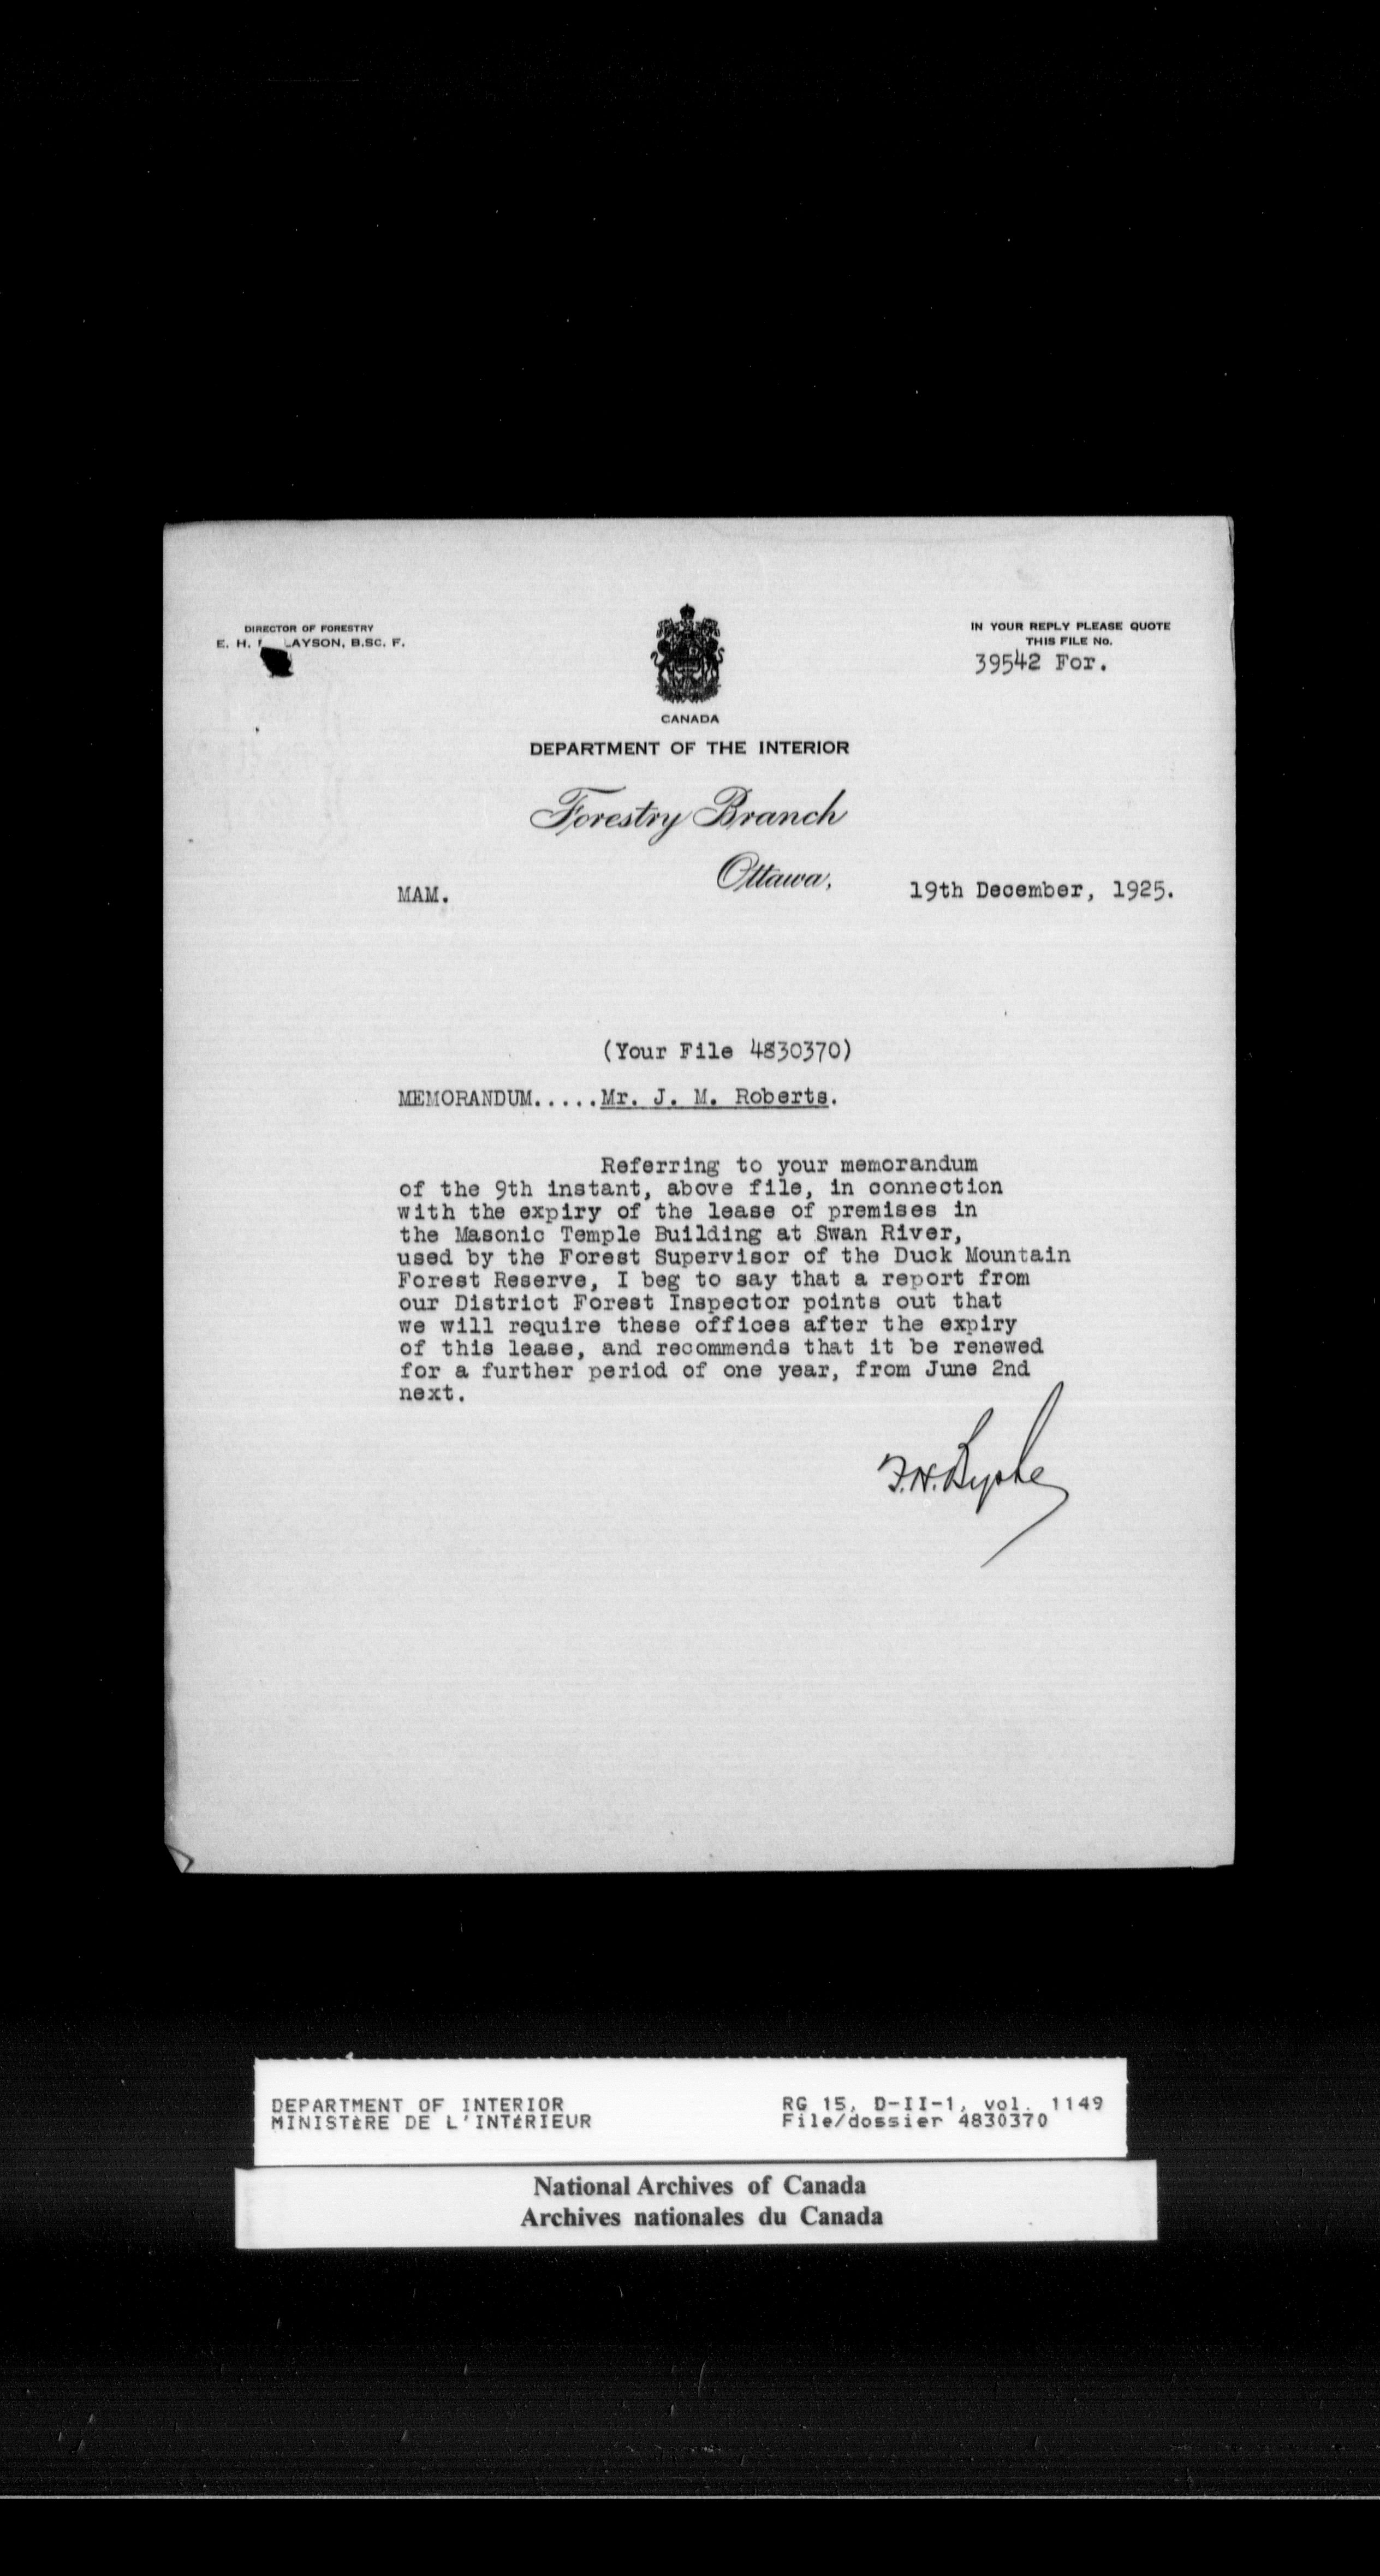 DIRECTOR OF FORESTRY
E. H. LAYSON, B.SC. F.
IN YOUR REPLY PLEASE QUOTE
THIS FILE No.
39542 For.
CANADA
DEPARTMENT OF THE INTERIOR
Forestry Branch
Ottawa,
MAM.
19th December, 1925.
(Your File 4830370)
MEMORANDUM.....Mr. J. M. Roberts.
Referring to your memorandum
of the 9th instant, above file, in connection
with the expiry of the lease of premises in
the Masonic Temple Building at Swan River,
used by the Forest Supervisor of the Duck Mountain
Forest Reserve, I beg to say that a report from
our District Forest Inspector points out that
we will require these offices after the expiry
of this lease, and recommends that it be renewed
for a further period of one year, from June 2nd
next.
DEPARTMENT OF INTERIOR
MINISTÈRE DE L'INTÉRIEUR
RG 15, D-II-1, vol. 1149
File/dossier 4830370
National Archives of Canada
Archives nationales du Canada